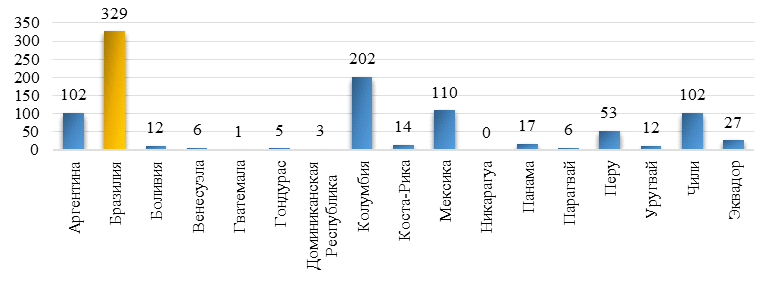 350
300
250
200
150
100
50
0
102
329
12
6
1
5
3
202
14
110
0
17
6
53
12
102
27
Аргентина
Бразилия
Боливия
Венесуэла
Гватемала
Гондурас
Доминиканская
Республика
Колумбия
Коста-Рика
Мексика
Никарагуа
Панама
Парагвай
Перу
Уругвай
Чили
Эквадор